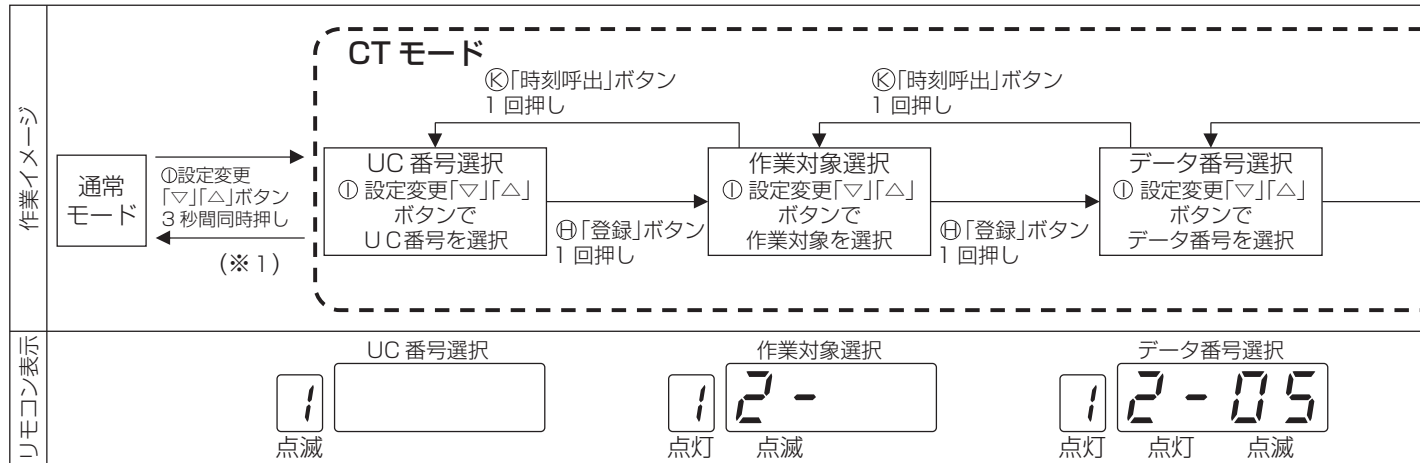 作業イメージ
CT モード
Ⓚ「時刻呼出」ボタン
1 回押し
Ⓚ「時刻呼出」ボタン
1 回押し
通常
モード
Ⓘ設定変更
「▽」「△」ボタン
3 秒間同時押し
(※1)
UC 番号選択
Ⓘ 設定変更「▽」「△」
ボタンで
UC番号を選択
Ⓗ「登録」ボタン
1 回押し
作業対象選択
Ⓘ 設定変更「▽」「△」
ボタンで
作業対象を選択
Ⓗ「登録」ボタン
1 回押し
データ番号選択
Ⓘ 設定変更「▽」「△」
ボタンで
データ番号を選択
リモコン表示
UC 番号選択
1
点滅
作業対象選択
1 2-
点灯 点滅
データ番号選択
1 2-05
点灯 点灯 点滅